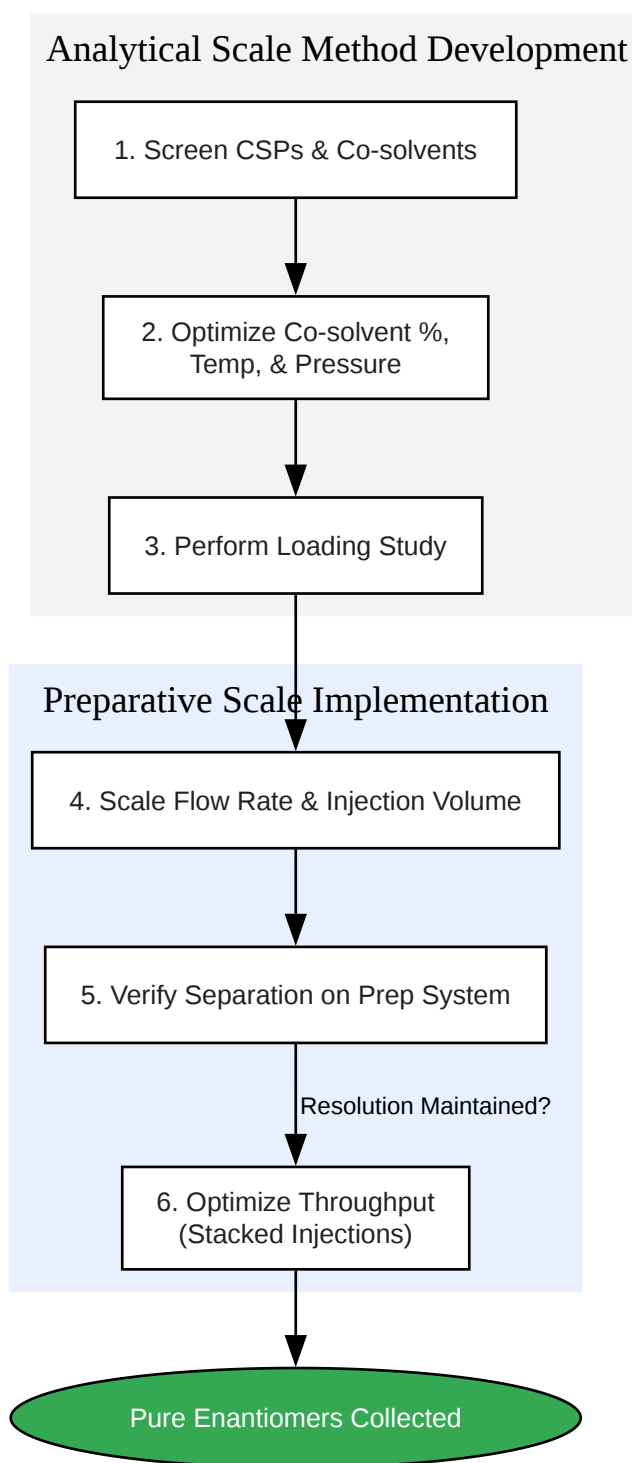 Analytical Scale Method Development
1. Screen CSPs & Co-solvents
2. Optimize Co-solvent %,
Temp, & Pressure
3. Perform Loading Study
Preparative Scale Implementation
4. Scale Flow Rate & Injection Volume
5. Verify Separation on Prep System
Resolution Maintained?
6. Optimize Throughput
(Stacked Injections)
Pure Enantiomers Collected